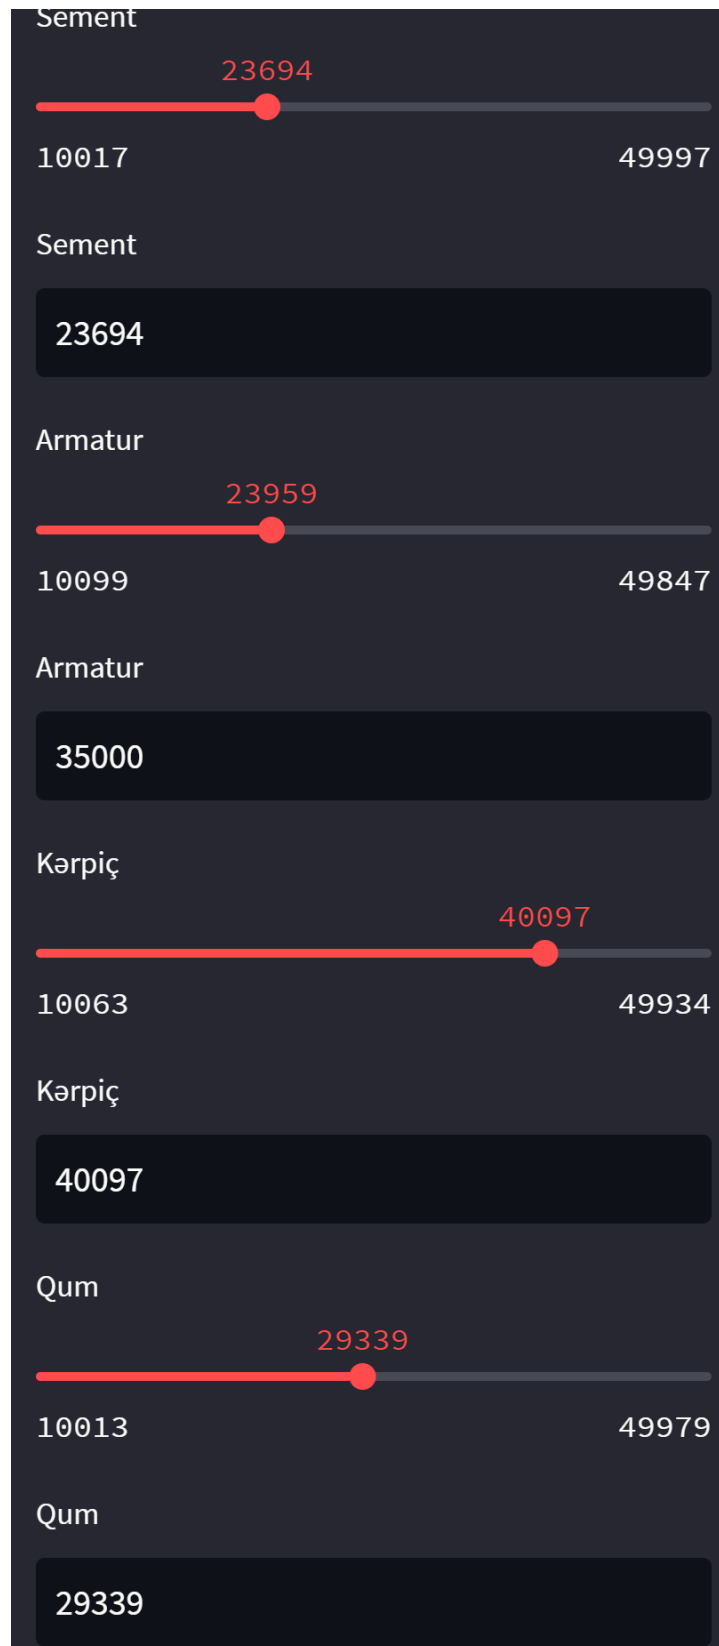 Sement
23694
10017 49997
Sement
23694
Armatur
23959
10099 49847
Armatur
35000
Kərpiç
40097
10063 49934
Kərpiç
40097
Qum
29339
10013 49979
Qum
29339